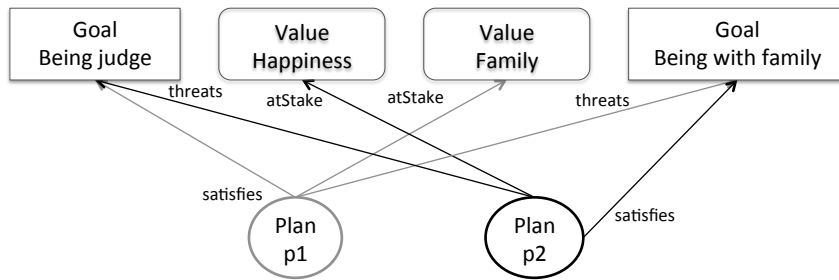 Goal
Being judge
Value
Happiness
Value
Family
Goal
Being with family
threats
atStake
atStake
threats
satisfies
satisfies
Plan
p1
Plan
p2